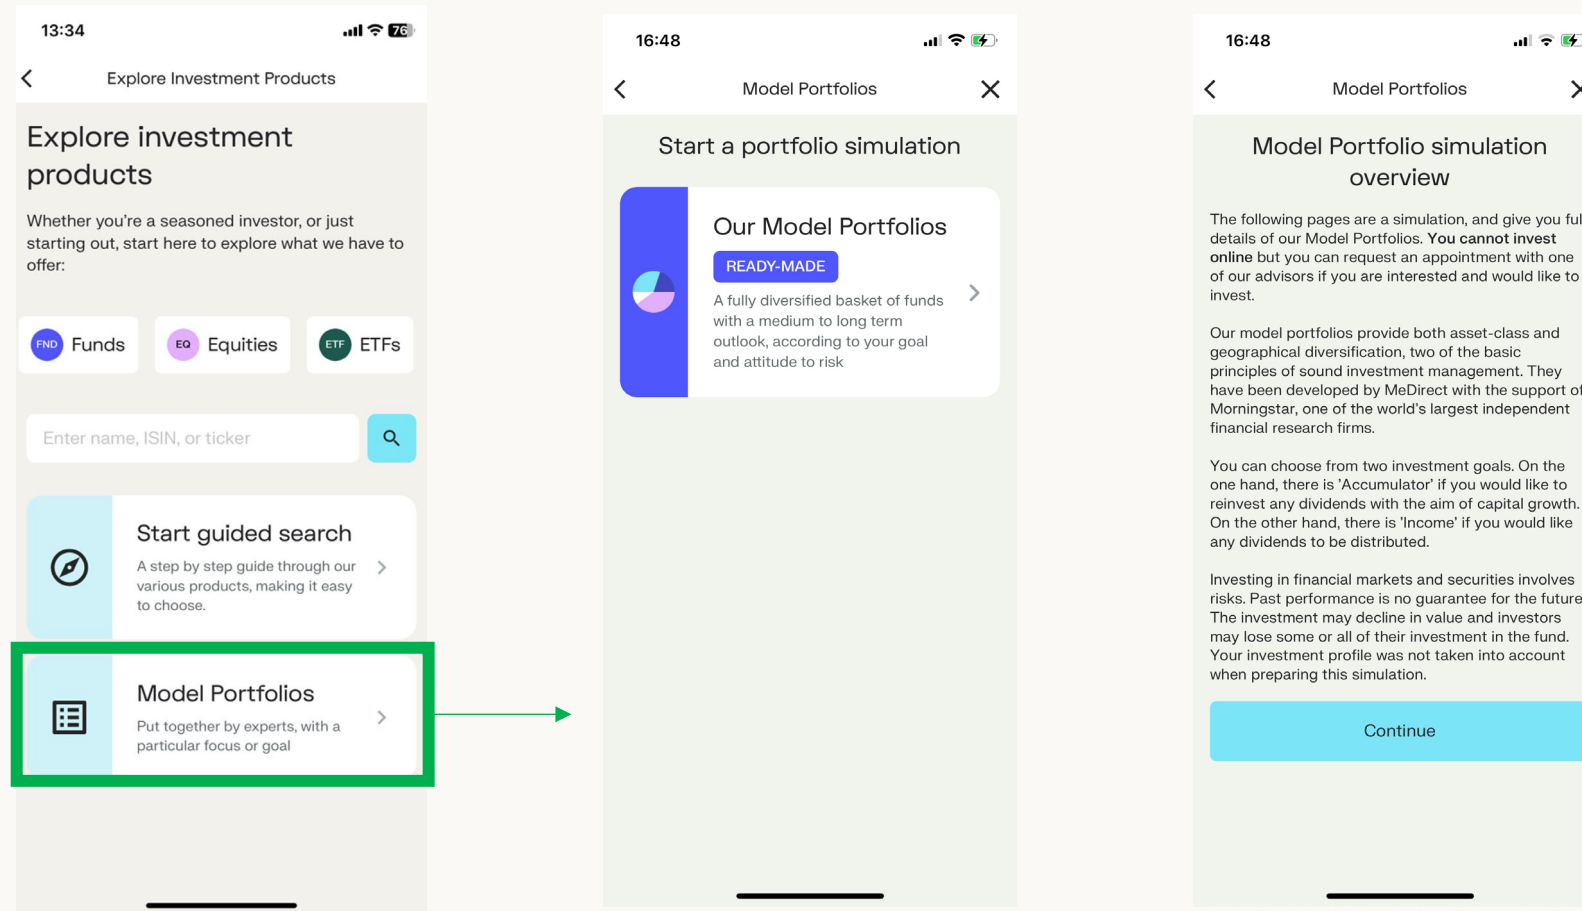 13:34
76
Explore Investment Products
Explore investment
products
Whether you're a seasoned investor, or just
starting out, start here to explore what we have to
offer:
FND Funds
EQ Equities
ETF ETFs
Enter name, ISIN, or ticker
Start guided search
A step by step guide through our
various products, making it easy
to choose.
Model Portfolios
Put together by experts, with a
particular focus or goal
16:48
Model Portfolios
Start a portfolio simulation
Our Model Portfolios
READY-MADE
A fully diversified basket of funds
with a medium to long term
outlook, according to your goal
and attitude to risk
16:48
Model Portfolios
Model Portfolio simulation
overview
The following pages are a simulation, and give you ful
details of our Model Portfolios. You cannot invest
online but you can request an appointment with one
of our advisors if you are interested and would like to
invest.
Our model portfolios provide both asset-class and
geographical diversification, two of the basic
principles of sound investment management. They
have been developed by MeDirect with the support of
Morningstar, one of the world's largest independent
financial research firms.
You can choose from two investment goals. On the
one hand, there is 'Accumulator' if you would like to
reinvest any dividends with the aim of capital growth.
On the other hand, there is 'Income' if you would like
any dividends to be distributed.
Investing in financial markets and securities involves
risks. Past performance is no guarantee for the future
The investment may decline in value and investors
may lose some or all of their investment in the fund.
Your investment profile was not taken into account
when preparing this simulation.
Continue